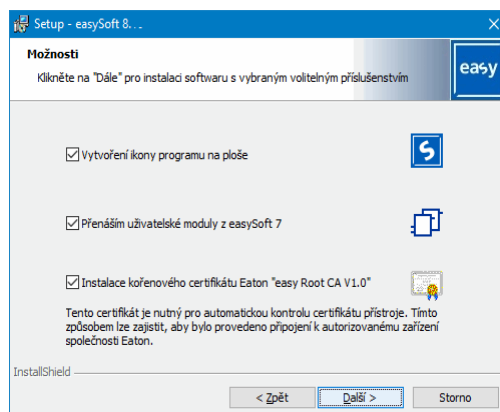 Setup - easySoft 8...
Možnosti
Klikněte na "Dále" pro instalaci softwaru s vybraným volitelným příslušenstvím
easy
Vytvoření ikony programu na ploše
Přenáším uživatelské moduly z easySoft 7
Instalace kořenového certifikátu Eaton "easy Root CA V1.0"
Tento certifikát je nutný pro automatickou kontrolu certifikátu přístroje. Tímto
způsobem lze zajistit, aby bylo provedeno připojení k autorizovanému zařízení
společnosti Eaton.
InstallShield
< Zpět
Další >
Storno